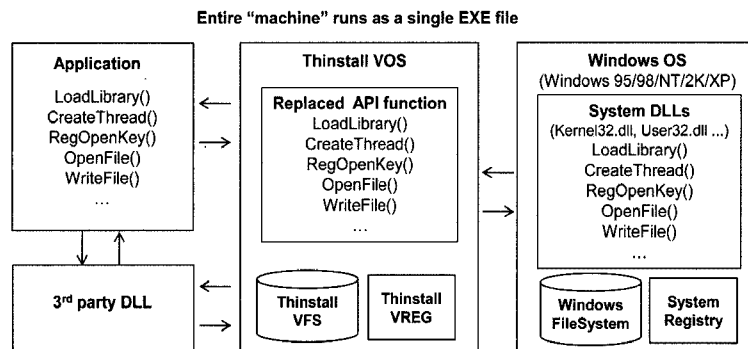 Entire “machine” runs as a single EXE file
Application
LoadLibrary()
CreateThread()
RegOpenKey()
OpenFile()
WriteFile()
...
3rd party DLL
Thinstall VOS
Replaced API function
LoadLibrary()
CreateThread()
RegOpenKey()
OpenFile()
WriteFile()
...
Thinstall
VFS
Thinstall
VREG
Windows OS
(Windows 95/98/NT/2K/XP)
System DLLs
(Kernel32.dll, User32.dll ...)
LoadLibrary()
CreateThread()
RegOpenKey()
OpenFile()
WriteFile()
...
Windows
FileSystem
System
Registry